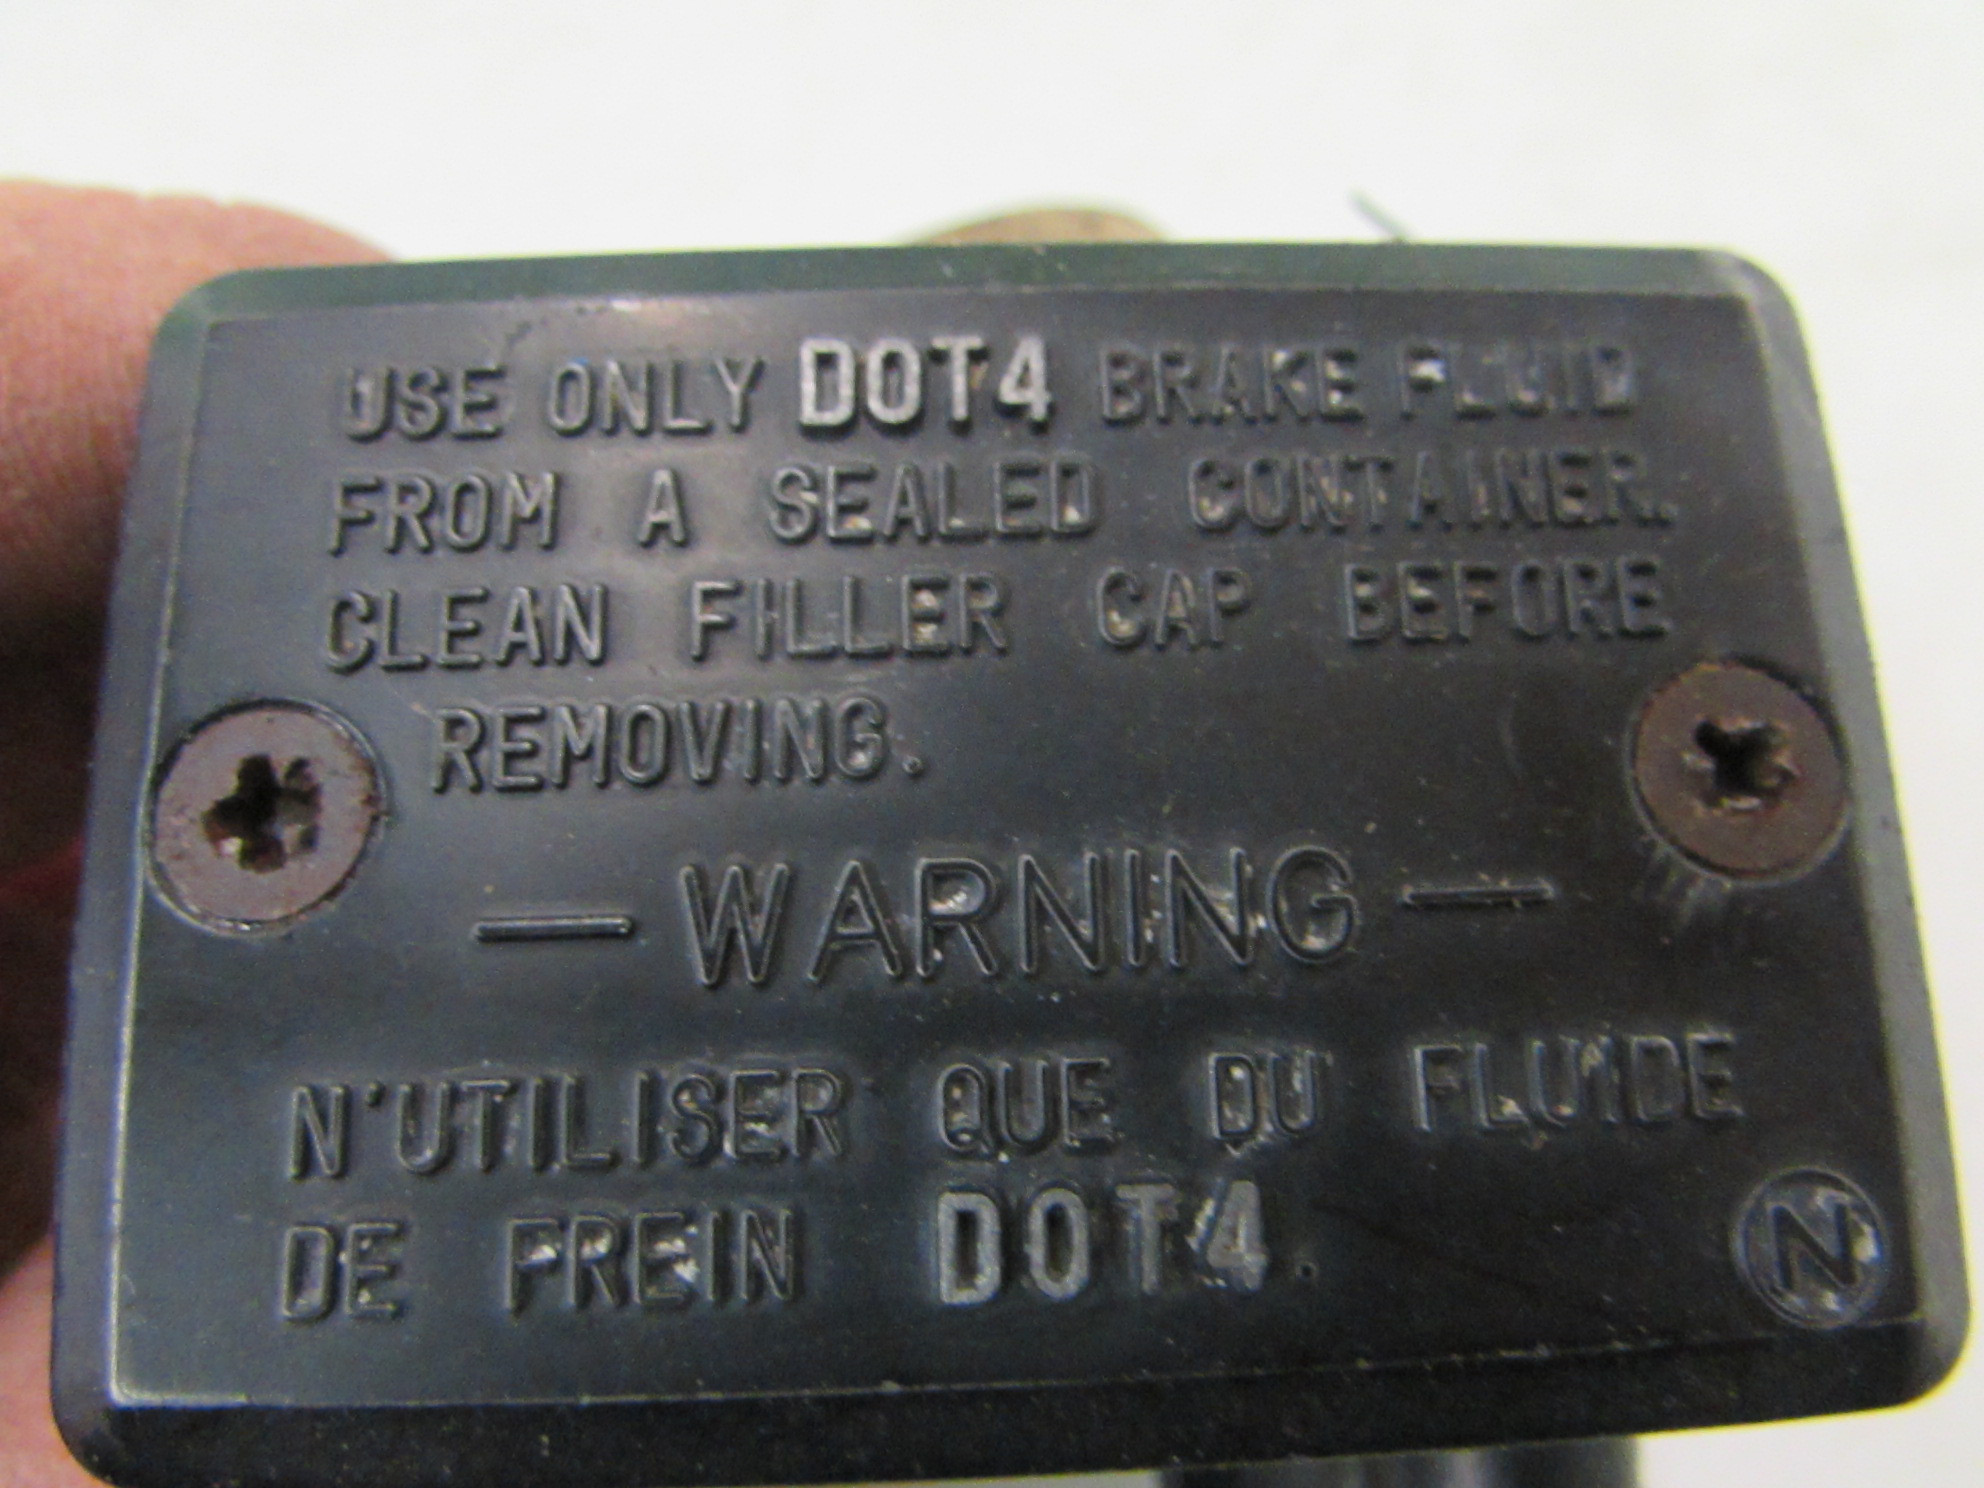 USE ONLY DOT4 BRAKE FLUID
FROM A SEALED CONTAINER.
CLEAN FILLER CAP BEFORE
REMOVING.
— WARNING —
N'UTILISER QUE DU FLUIDE
DE FREIN DOT4.
N